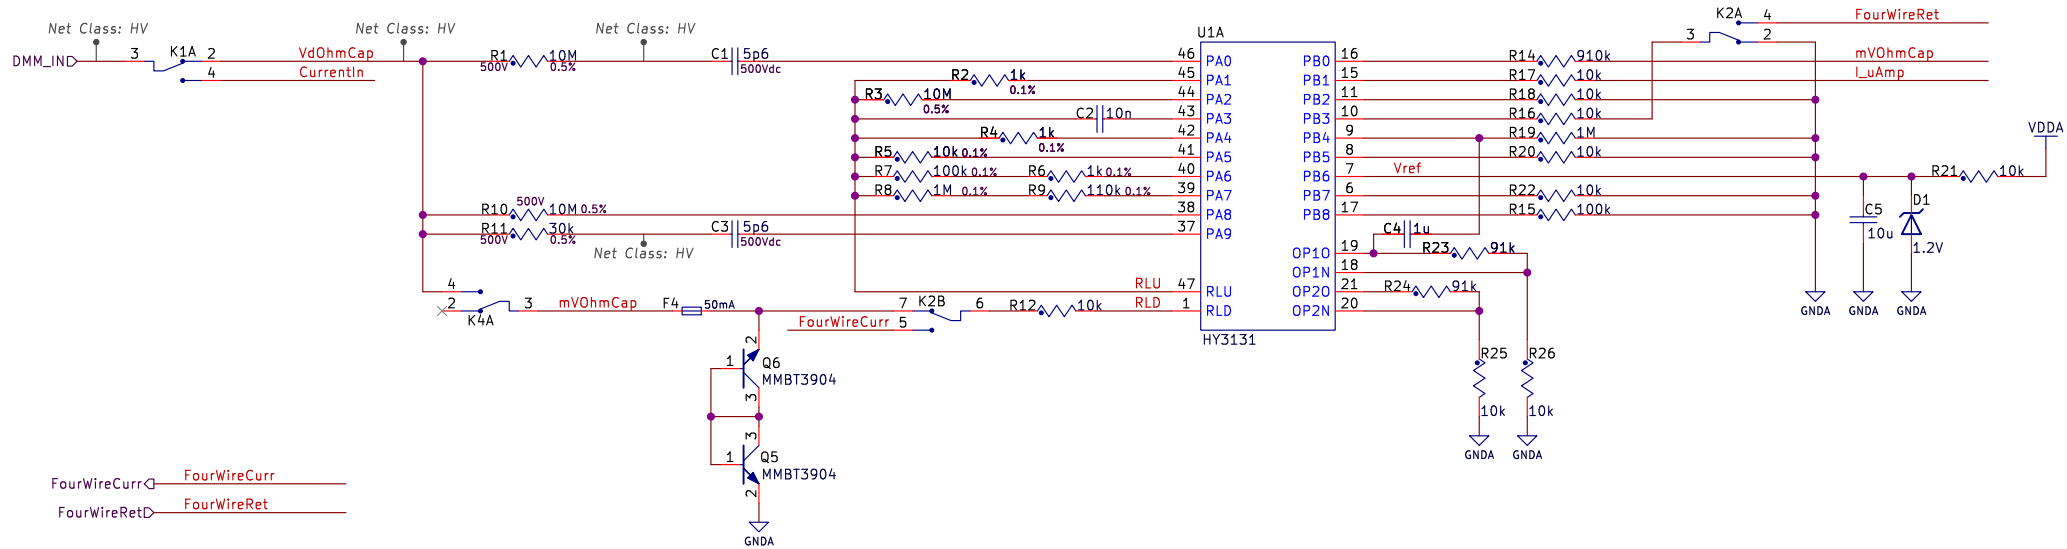 Net Class: HV
Net Class: HV
Net Class: HV
DMM_IN
3
K1A
2
4
VdOhmCap
CurrentIn
R1
10M
500V
0.5%
C1
5p6
500Vdc
R2
1k
0.1%
R3
10M
0.5%
C2
10n
R4
1k
0.1%
R5
10k
0.1%
R7
100k
0.1%
R6
1k
0.1%
R8
1M
0.1%
R9
110k
0.1%
500V
R10
10M
0.5%
R11
30k
500V
0.5%
C3
5p6
500Vdc
Net Class: HV
4
2
3
K4A
mVOhmCap
F4
50mA
7
K2B
6
5
FourWireCurr
R12
10k
RLU
RLD
2
1
Q6
MMBT3904
3
3
1
Q5
MMBT3904
2
GNDA
U1A
46
PA0
45
PA1
44
PA2
43
PA3
42
PA4
41
PA5
40
PA6
39
PA7
38
PA8
37
PA9
47
RLU
1
RLD
HY3131
PB0
16
PB1
15
PB2
11
PB3
10
PB4
9
PB5
8
PB6
7
PB7
6
PB8
17
OP1O
19
OP1N
18
OP2O
21
OP2N
20
R14
910k
R17
10k
R18
10k
R16
10k
R19
1M
R20
10k
Vref
R22
10k
R15
100k
C4
1u
R23
91k
R24
91k
R25
10k
GNDA
R26
10k
GNDA
K2A
4
3
2
FourWireRet
mVOhmCap
I_uAmp
VDDA
R21
10k
C5
10u
D1
1.2V
GNDA
GNDA
GNDA
FourWireCurr
FourWireCurr
FourWireRet
FourWireRet